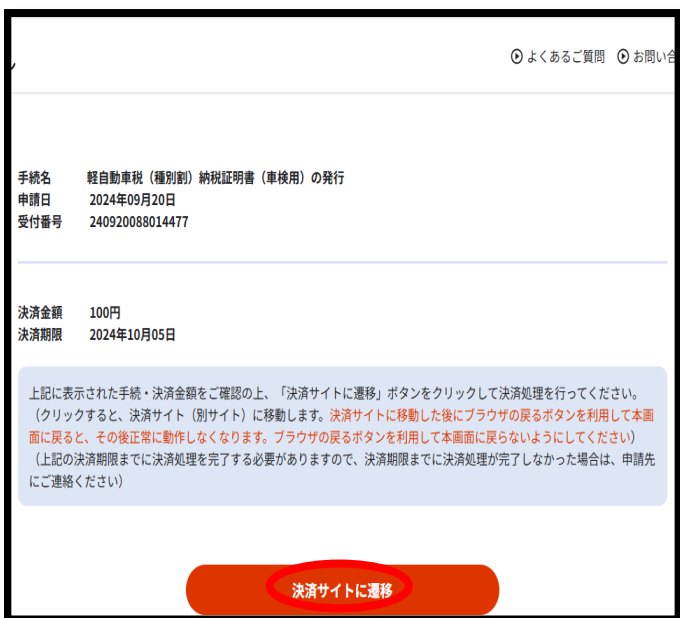 よくあるご質問 お問い合
手続名 軽自動車税（種別割）納税証明書（車検用）の発行
申請日 2024年09月20日
受付番号 240920088014477
決済金額 100円
決済期限 2024年10月05日
上記に表示された手続・決済金額をご確認の上、「決済サイトに遷移」ボタンをクリックして決済処理を行ってください。
（クリックすると、決済サイト（別サイト）に移動します。決済サイトに移動した後にブラウザの戻るボタンを利用して本画
面に戻ると、その後正常に動作しなくなります。ブラウザの戻るボタンを利用して本画面に戻らないようにしてください）
（上記の決済期限までに決済処理を完了する必要がありますので、決済期限までに決済処理が完了しなかった場合は、申請先
にご連絡ください）
決済サイトに遷移